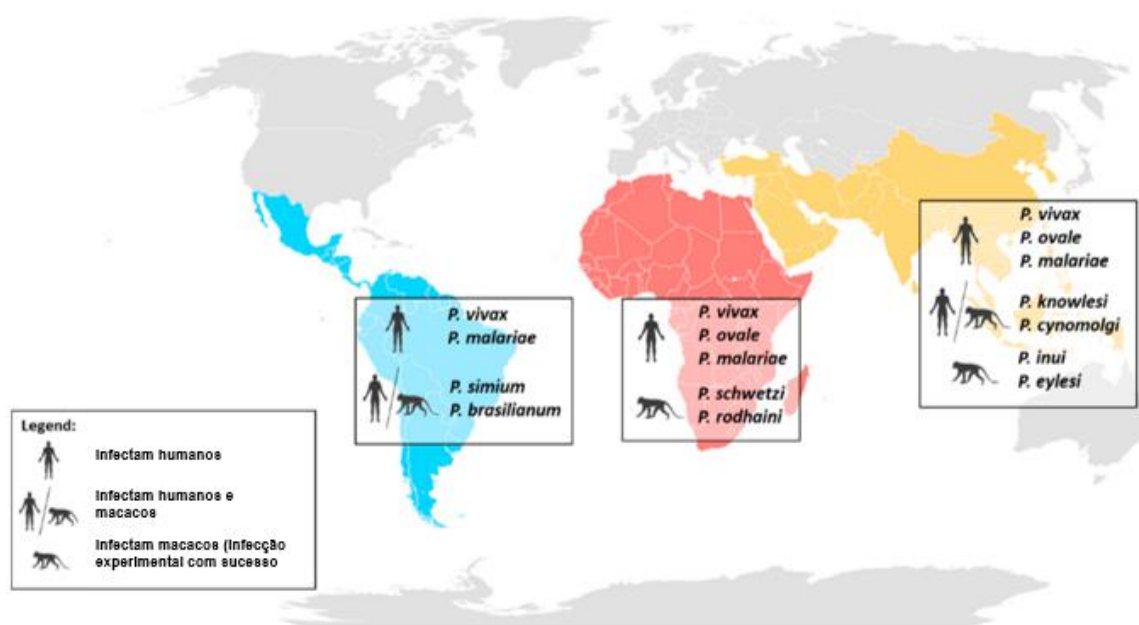 P. vivax
P. ovale
P. malariae
P. knowlesi
P. cynomolgi
P. inui
P. eylesi
P. vivax
P. malariae
P. simium
P. brasilianum
P. vivax
P. ovale
P. malariae
P. schwetzi
P. rodhaini
Legend:
Infectam humanos
Infectam humanos e
macacos
Infectam macacos (Infecção
experimental com sucesso